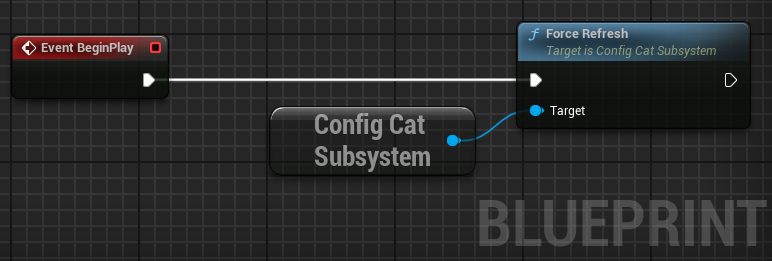 Event BeginPlay
Force Refresh
Target is Config Cat Subsystem
Target
Config Cat
Subsystem
BLUEPRINT